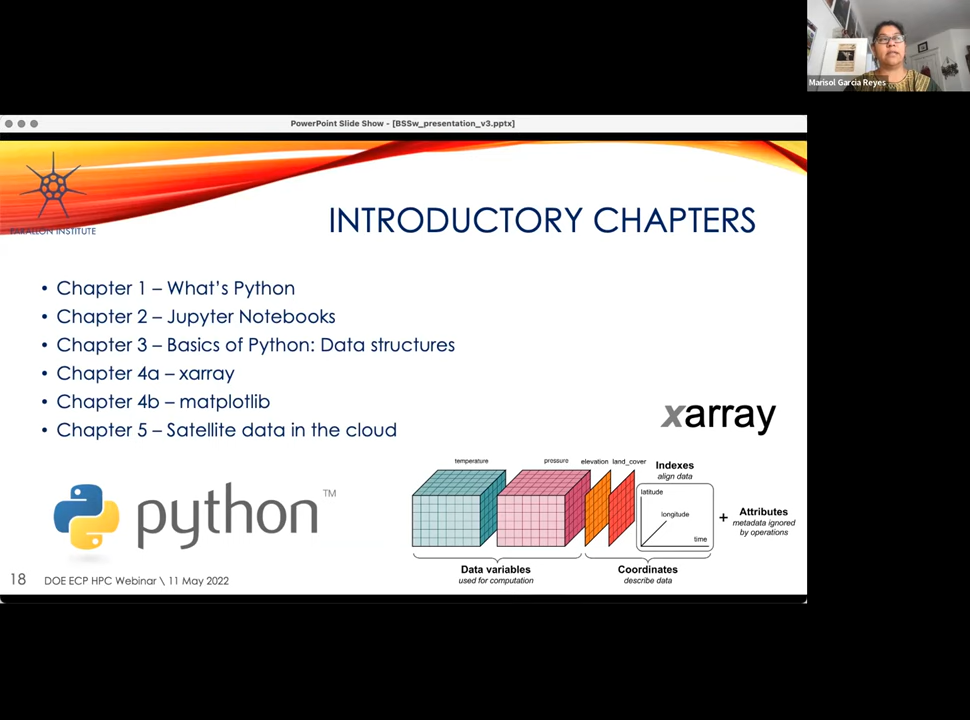 Marisol Garcia Reyes
PowerPoint Slide Show - [BSSw_presentation_v3.pptx]
FARALLON INSTITUTE
INTRODUCTORY CHAPTERS
• Chapter 1 – What's Python
• Chapter 2 – Jupyter Notebooks
• Chapter 3 – Basics of Python: Data structures
• Chapter 4a – xarray
• Chapter 4b – matplotlib
• Chapter 5 – Satellite data in the cloud
xarray
temperature pressure elevation land_cover
Indexes
align data
latitude
longitude
time
+ Attributes
metadata ignored
by operations
Data variables
used for computation
Coordinates
describe data
python™
18 DOE ECP HPC Webinar \ 11 May 2022